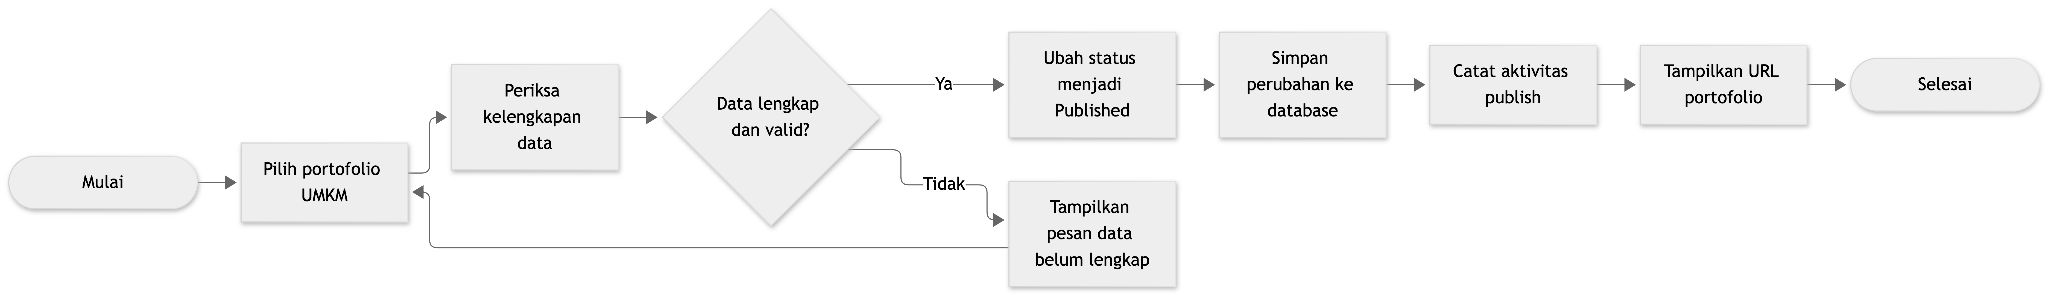 Mulai
Pilih portofolio
UMKM
Periksa
kelengkapan
data
Data lengkap
dan valid?
Ya
Ubah status
menjadi
Published
Simpan
perubahan ke
database
Catat aktivitas
publish
Tampilkan URL
portofolio
Selesai
Tidak
Tampilkan
pesan data
belum lengkap